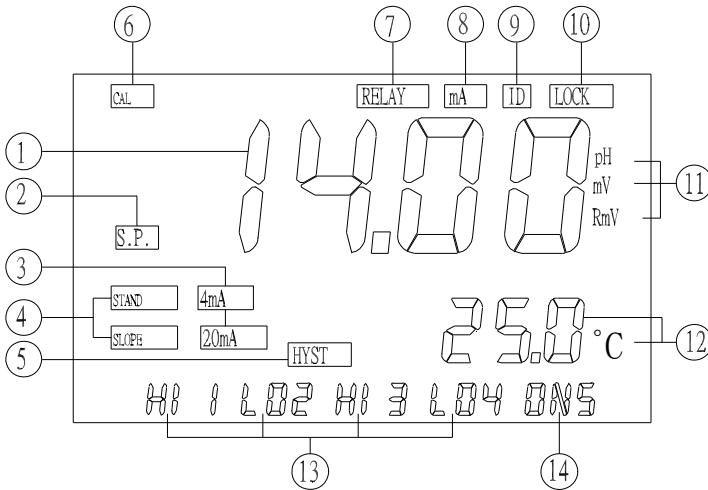 6 7 8 9 10
CAL RELAY mA ID LOCK
1 14.00 pH
mV 11
2 RmV
S.P.
3
STAND 4mA
4 25.0
SLOPE 20mA °C 12
5 HYST
HI 1 LO2 HI 3 LO4 ON5
13 14